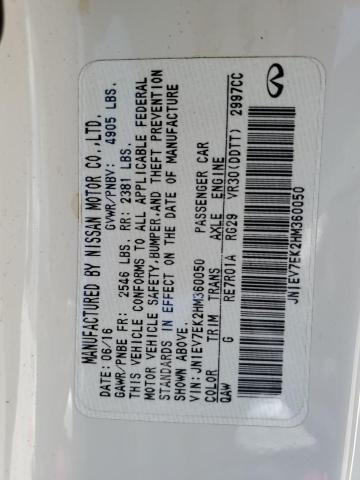 MANUFACTURED BY NISSAN MOTOR CO.,LTD.
DATE: 06/16 GVWR/PNBV: 4905 LBS.
GAWR/PNBE FR: 2546 LBS. RR: 2381 LBS.
THIS VEHICLE CONFORMS TO ALL APPLICABLE FEDERAL
MOTOR VEHICLE SAFETY,BUMPER,AND THEFT PREVENTION
STANDARDS IN EFFECT ON THE DATE OF MANUFACTURE
SHOWN ABOVE.
VIN: JN1EV7EK2HM360050 PASSENGER CAR
COLOR TRIM TRANS AXLE ENGINE
QAW G RE7R01A RG29 VR30(DDTT) 2997CC
JN1EV7EK2HM360050